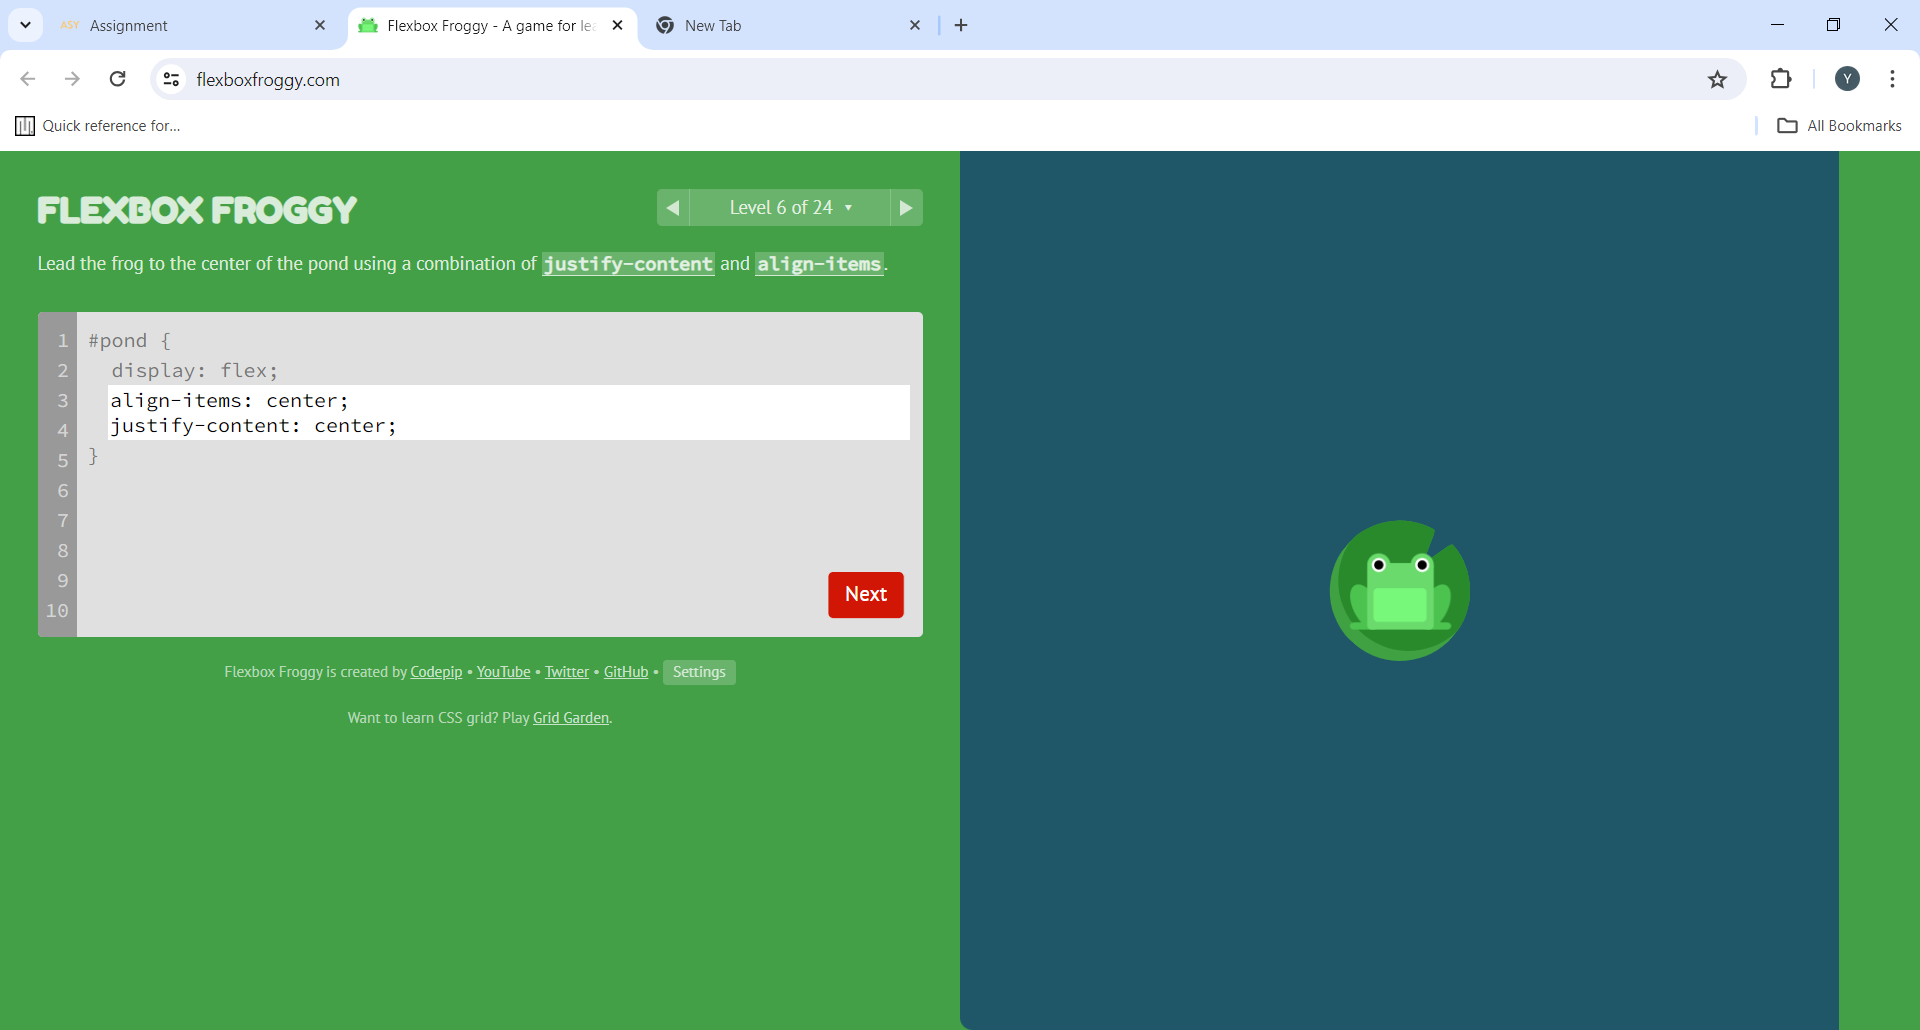 ASY Assignment
Flexbox Froggy - A game for lea
New Tab
flexboxfroggy.com
Y
Quick reference for...
All Bookmarks
FLEXBOX FROGGY
Level 6 of 24
Lead the frog to the center of the pond using a combination of justify-content and align-items.
1 #pond {
2 display: flex;
3 align-items: center;
4 justify-content: center;
5 }
6
7
8
9
10
Next
Flexbox Froggy is created by Codepip • YouTube • Twitter • GitHub • Settings
Want to learn CSS grid? Play Grid Garden.